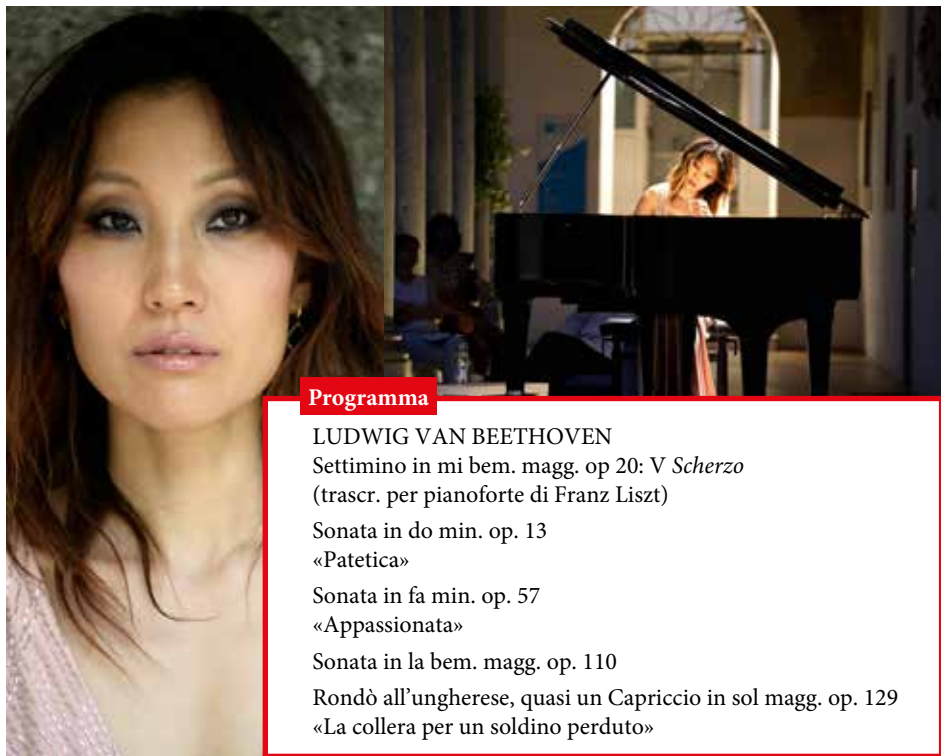 Programma
LUDWIG VAN BEETHOVEN
Settimino in mi bem. magg. op 20: V Scherzo
(trascr. per pianoforte di Franz Liszt)
Sonata in do min. op. 13
«Patetica»
Sonata in fa min. op. 57
«Appassionata»
Sonata in la bem. magg. op. 110
Rondò all'ungherese, quasi un Capriccio in sol magg. op. 129
«La collera per un soldino perduto»